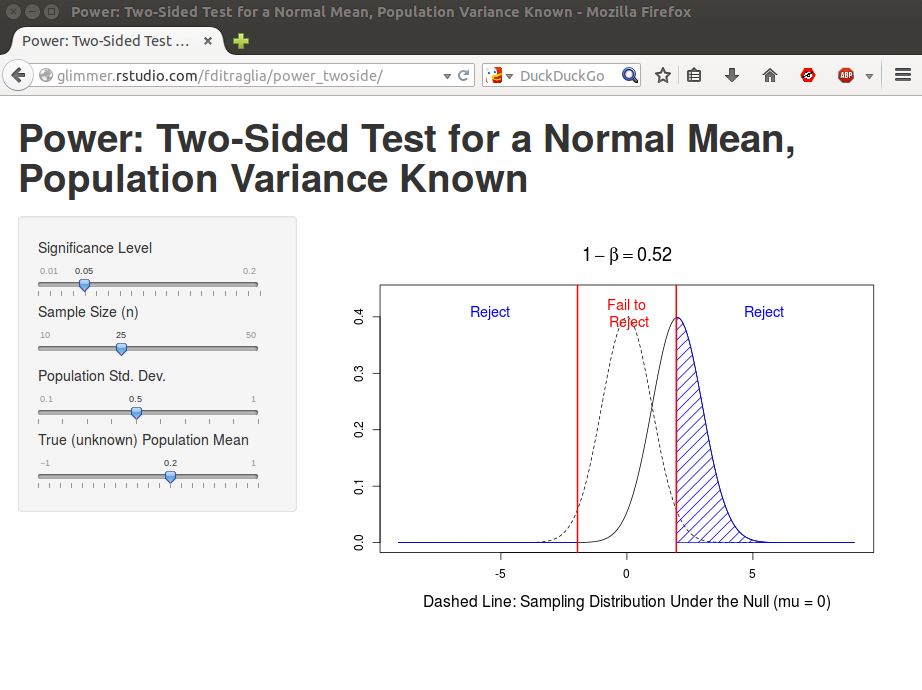 Power: Two-Sided Test for a Normal Mean, Population Variance Known - Mozilla Firefox
Power: Two-Sided Test ...
glimmer.rstudio.com/fditraglia/power_twoside/
DuckDuckGo
ABP
Power: Two-Sided Test for a Normal Mean,
Population Variance Known
Significance Level
0.01 0.05 0.2
Sample Size (n)
10 25 50
Population Std. Dev.
0.1 0.5 1
True (unknown) Population Mean
−1 0.2 1
1 − β = 0.52
Reject
Fail to
Reject
Reject
0.4
0.3
0.2
0.1
0.0
-5 0 5
Dashed Line: Sampling Distribution Under the Null (mu = 0)